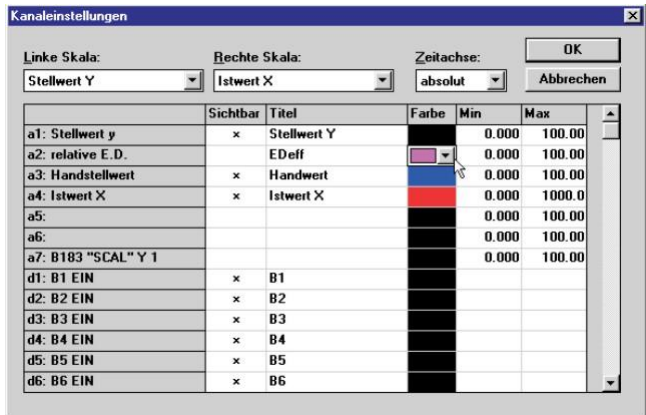 Kanaleinstellungen
Linke Skala: Rechte Skala: Zeitachse: OK
Stellwert Y Istwert X absolut Abbrechen
Sichtbar Titel Farbe Min Max
a1: Stellwert y × Stellwert Y 0.000 100.00
a2: relative E.D. EDeff 0.000 100.00
a3: Handstellwert × Handwert 0.000 100.00
a4: Istwert X × Istwert X 0.000 1000.0
a5: 0.000 100.00
a6: 0.000 100.00
a7: B183 "SCAL" Y 1 0.000 100.00
d1: B1 EIN × B1
d2: B2 EIN × B2
d3: B3 EIN × B3
d4: B4 EIN × B4
d5: B5 EIN × B5
d6: B6 EIN × B6